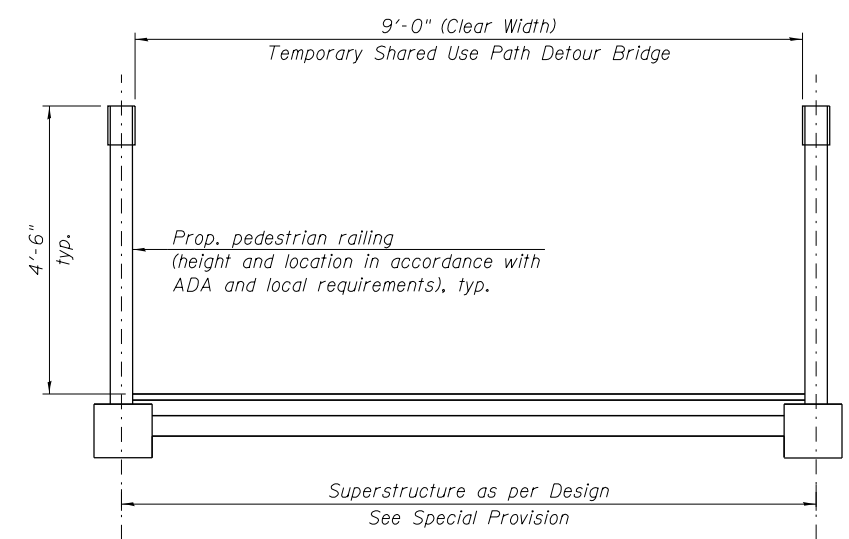 9'-0" (Clear Width)
Temporary Shared Use Path Detour Bridge
4'-6"
typ.
Prop. pedestrian railing
(height and location in accordance with
ADA and local requirements), typ.
Superstructure as per Design
See Special Provision